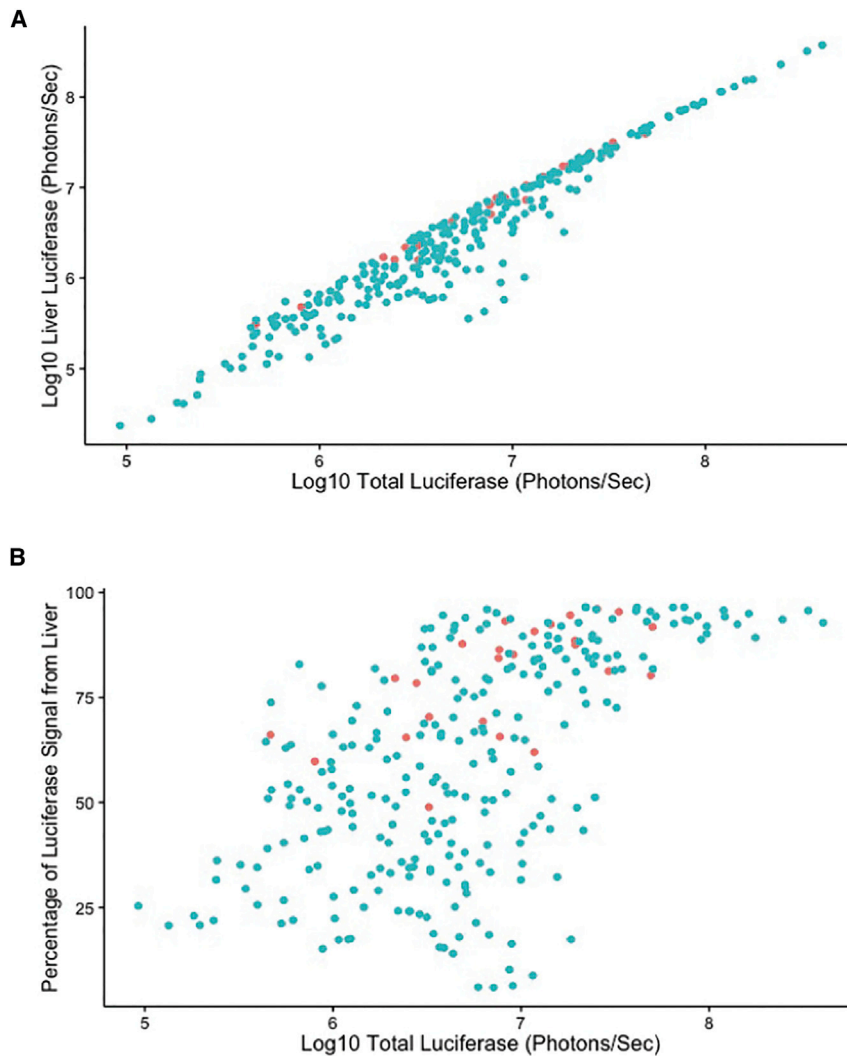 A
Log10 Liver Luciferase (Photons/Sec)
8
7
6
5
5 6 7 8
Log10 Total Luciferase (Photons/Sec)
B
Percentage of Luciferase Signal from Liver
100
75
50
25
5 6 7 8
Log10 Total Luciferase (Photons/Sec)